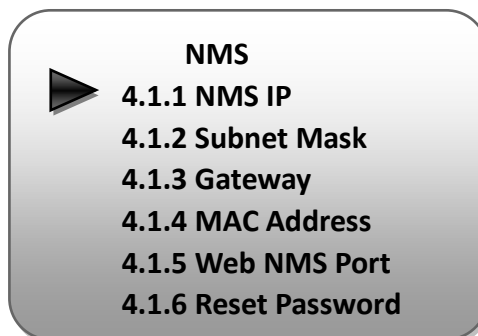 NMS
4.1.1 NMS IP
4.1.2 Subnet Mask
4.1.3 Gateway
4.1.4 MAC Address
4.1.5 Web NMS Port
4.1.6 Reset Password